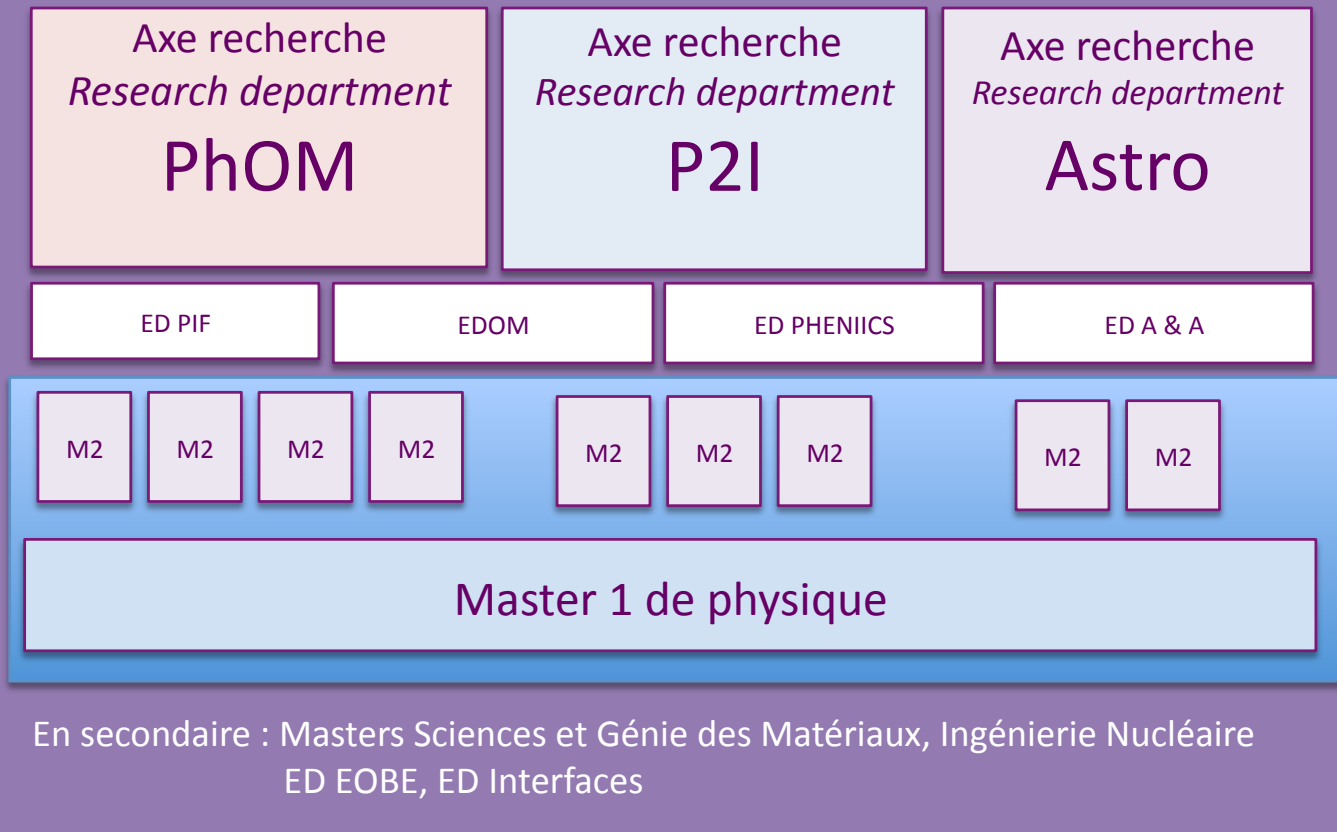 Axe recherche
Research department
PhOM
Axe recherche
Research department
P2I
Axe recherche
Research department
Astro
ED PIF
EDOM
ED PHENIICS
ED A & A
M2
M2
M2
M2
M2
M2
M2
M2
M2
Master 1 de physique
En secondaire : Masters Sciences et Génie des Matériaux, Ingénierie Nucléaire
ED EOBE, ED Interfaces